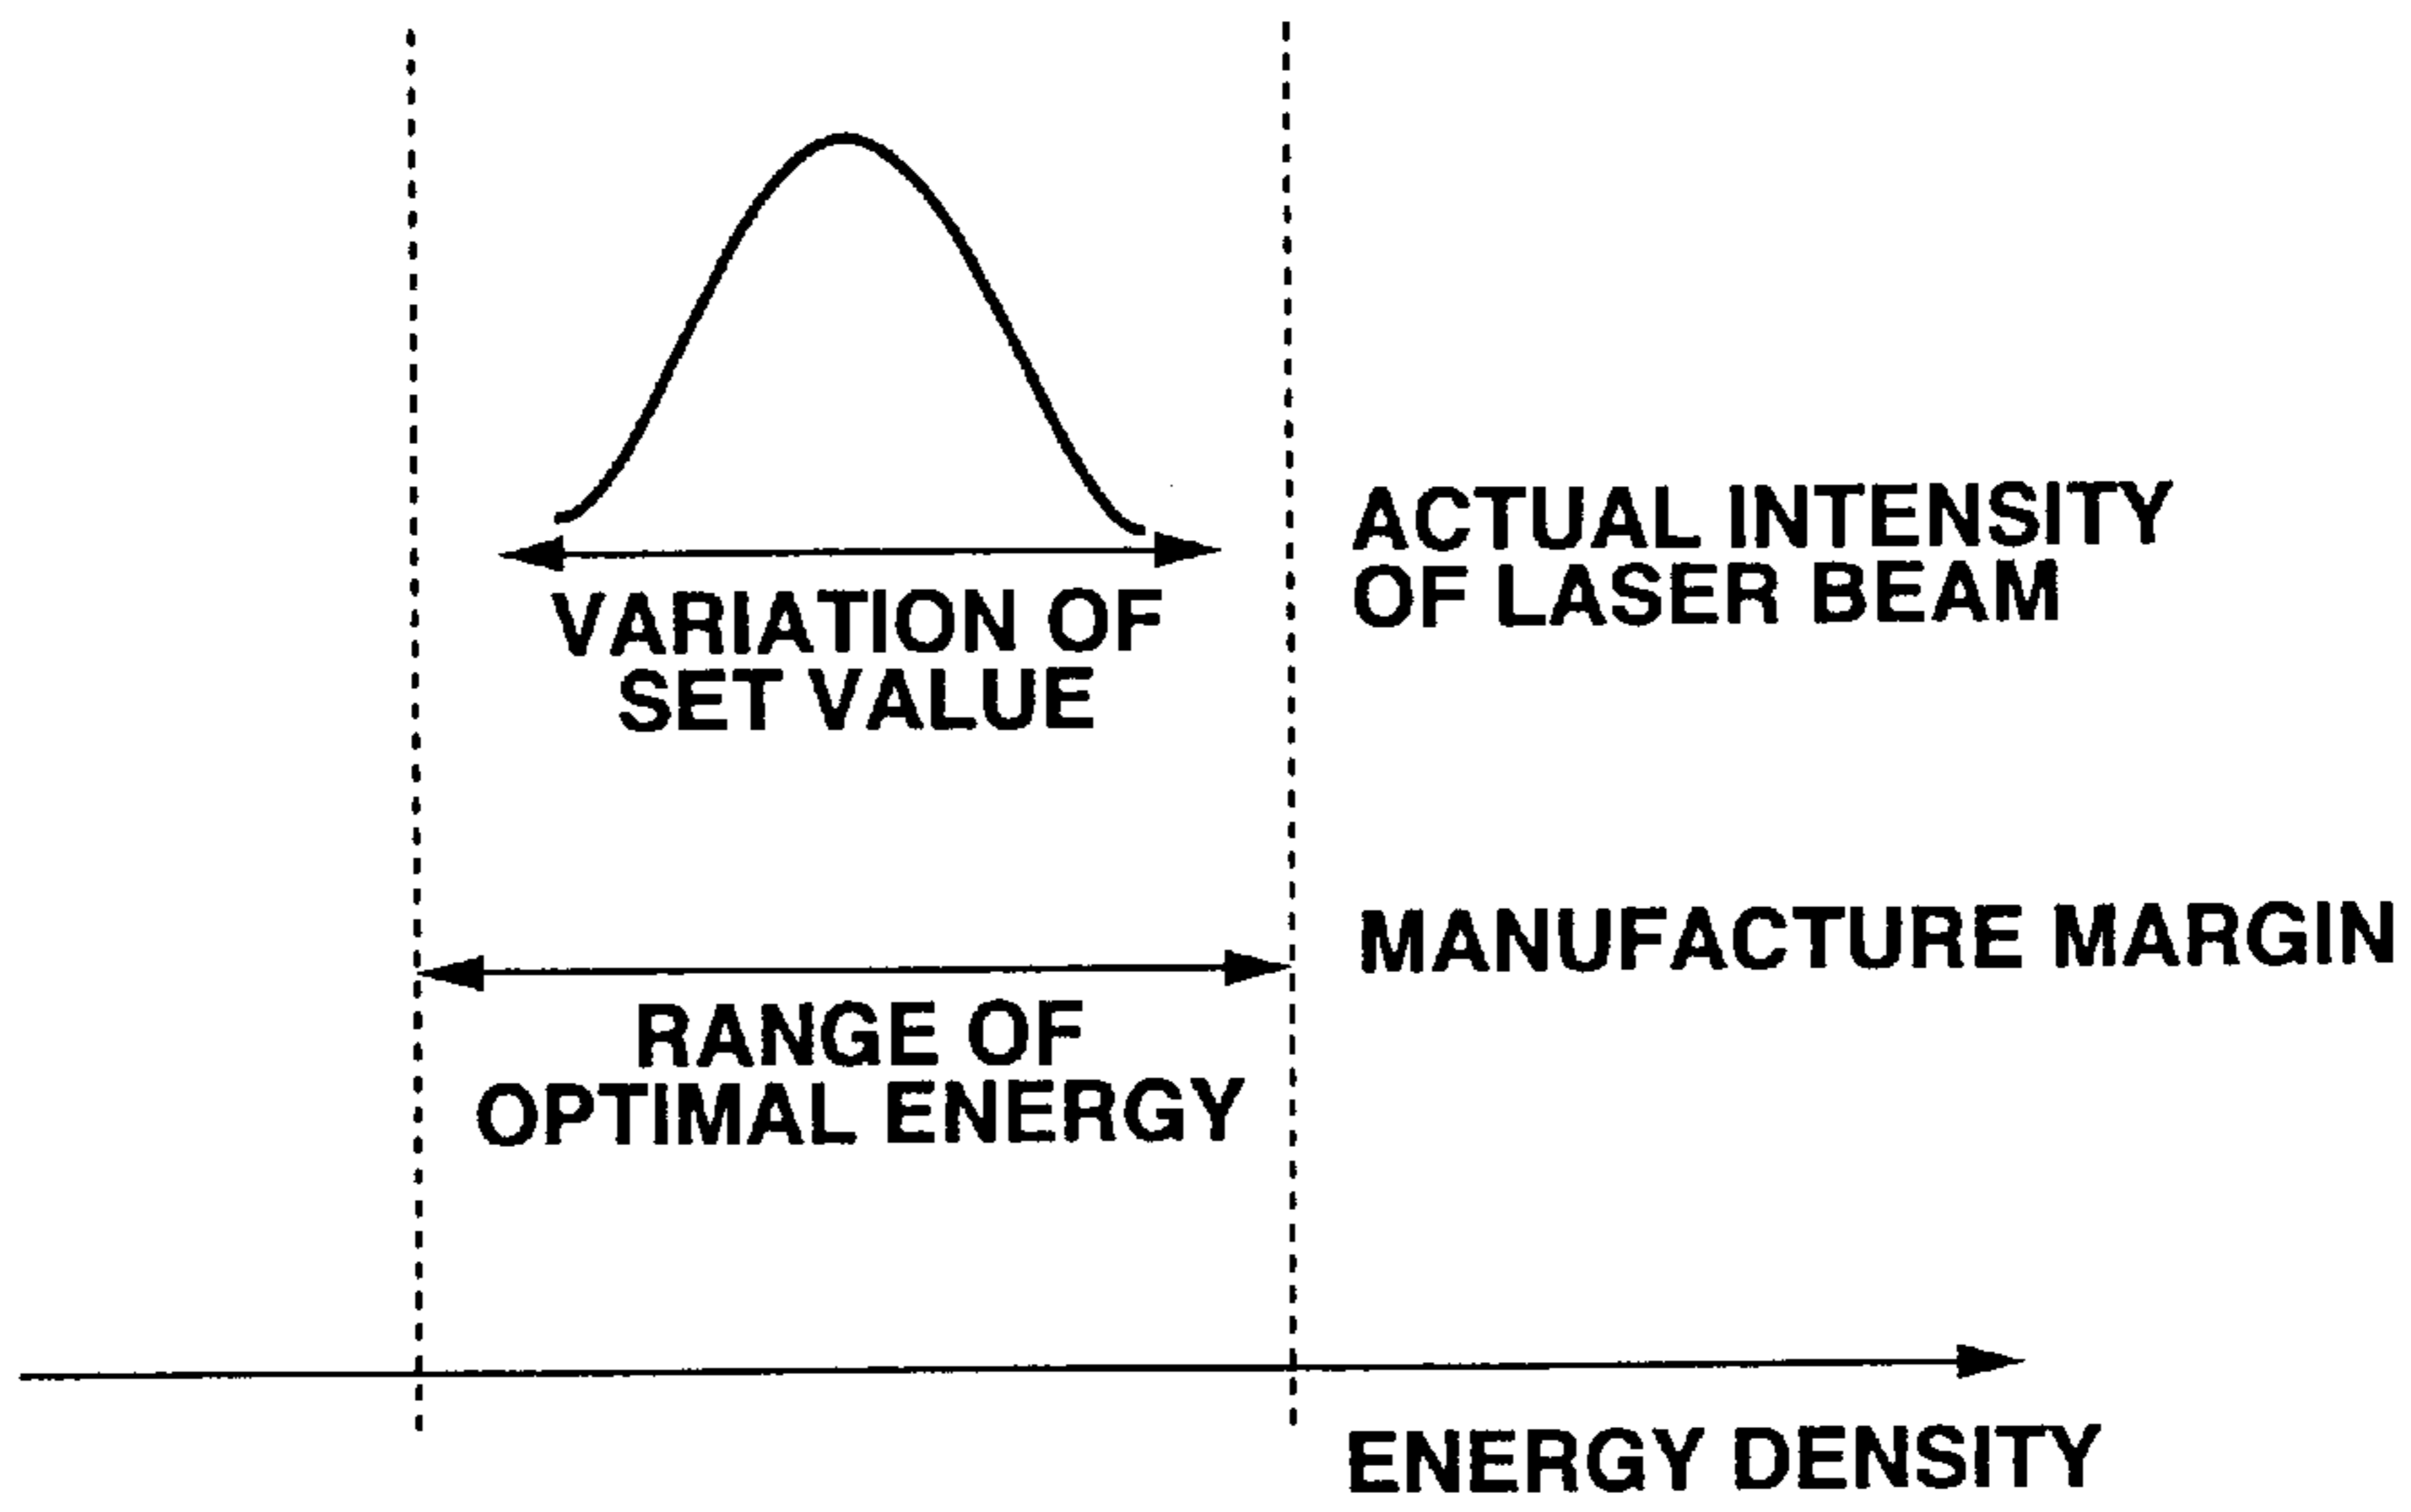 ACTUAL INTENSITY
OF LASER BEAM
VARIATION OF
SET VALUE
MANUFACTURE MARGIN
RANGE OF
OPTIMAL ENERGY
ENERGY DENSITY